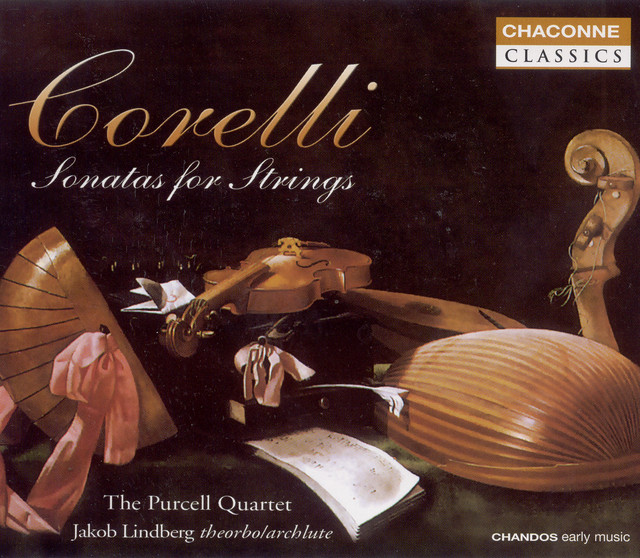 CHACONNE
CLASSICS
Corelli
Sonatas for Strings
The Purcell Quartet
Jakob Lindberg theorbo/archlute
CHANDOS early music